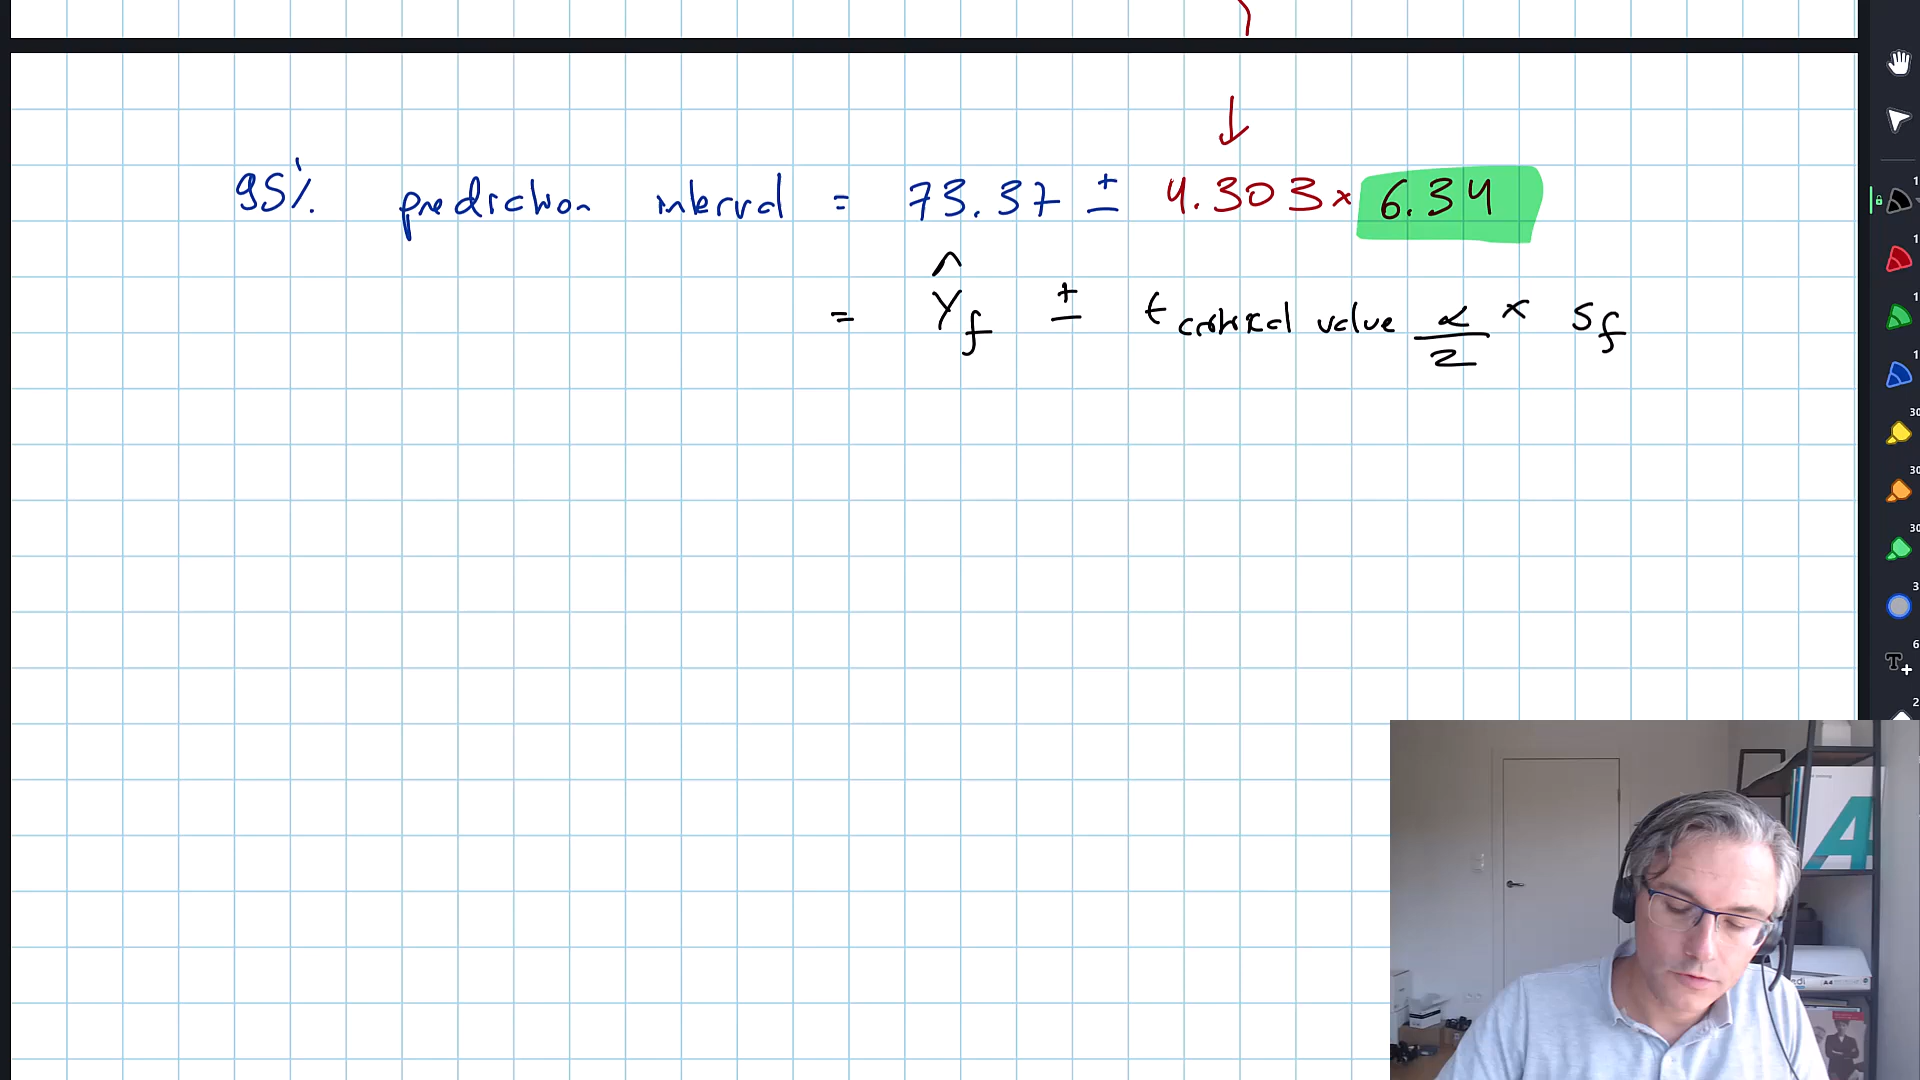 95% prediction interval = 73.37 ± 4.303 × 6.34
= Ŷf ± t critical value α/2 × Sf